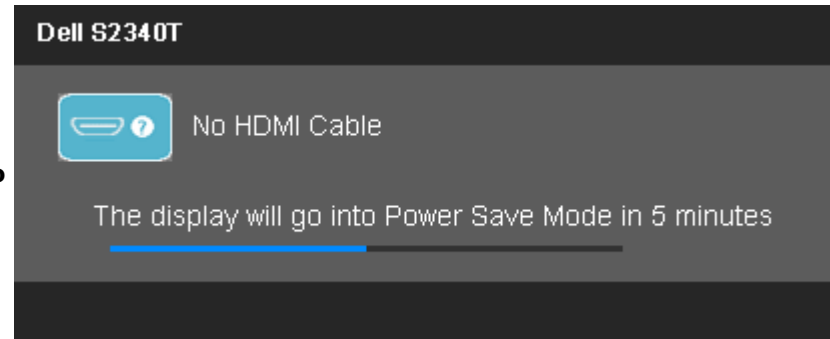 Dell S2340T
?
No HDMI Cable
The display will go into Power Save Mode in 5 minutes